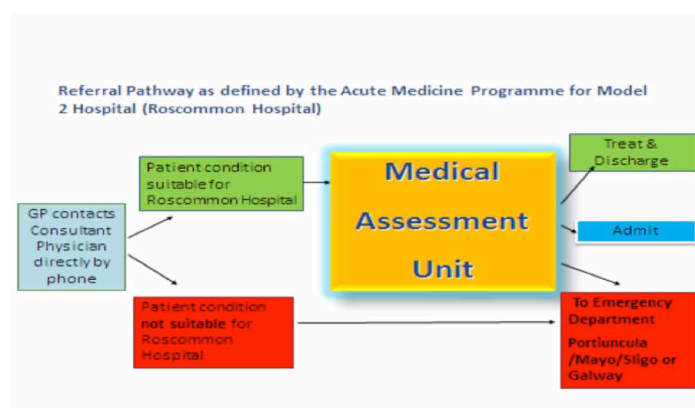 Referral Pathway as defined by the Acute Medicine Programme for Model
2 Hospital (Roscommon Hospital)
GP contacts
Consultant
Physician
directly by
phone
Patient condition
suitable for
Roscommon Hospital
Patient condition
not suitable for
Roscommon
Hospital
Medical
Assessment
Unit
Treat &
Discharge
Admit
To Emergency
Department
Portiuncula
/Mayo/Sligo or
Galway